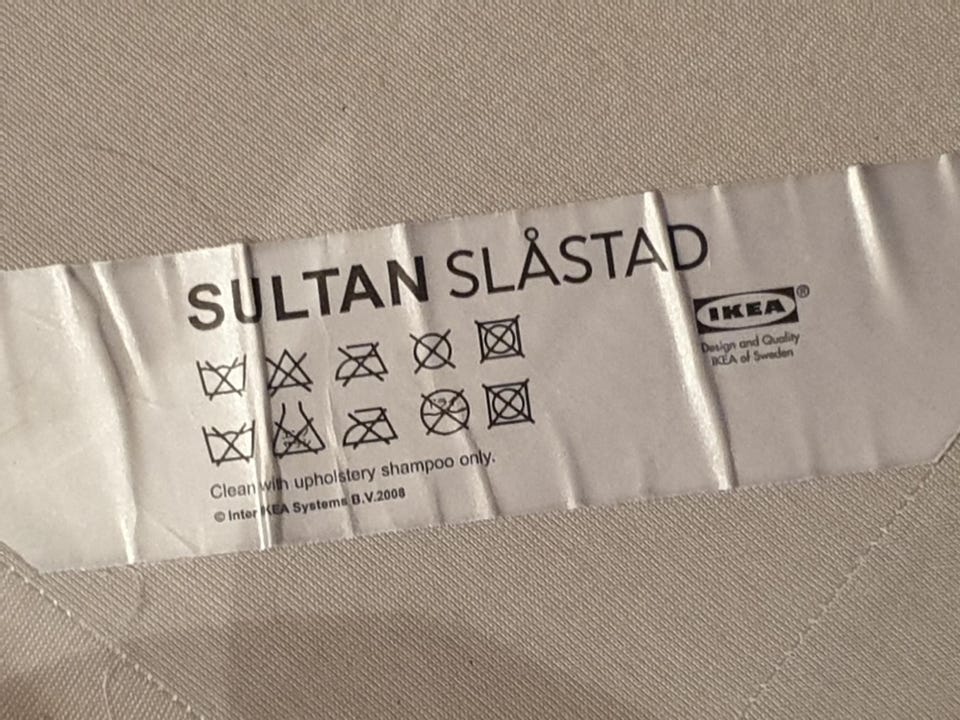 SULTAN SLÅSTAD
IKEA®
Design and Quality
IKEA of Sweden
Clean with upholstery shampoo only.
© Inter IKEA Systems B.V.2008